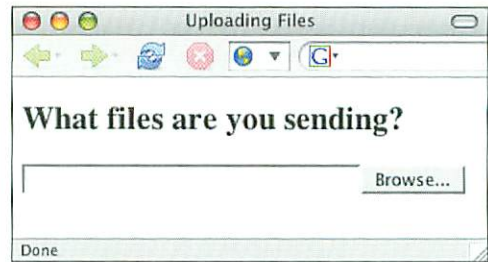 Uploading Files
G
What files are you sending?
Browse...
Done